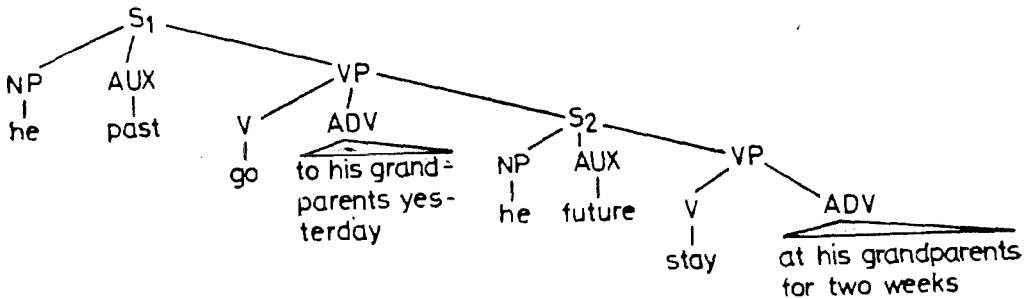 S1
NP AUX VP
he past
V ADV S2
go to his grand-
parents yes-
terday
NP AUX VP
he future
V ADV
stay at his grandparents
for two weeks